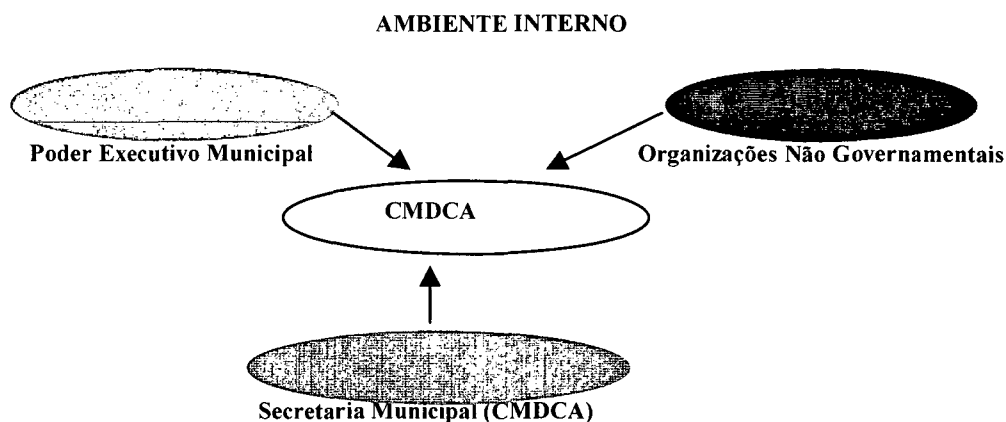 AMBIENTE INTERNO
Poder Executivo Municipal
Organizações Não Governamentais
CMDCA
Secretaria Municipal (CMDCA)